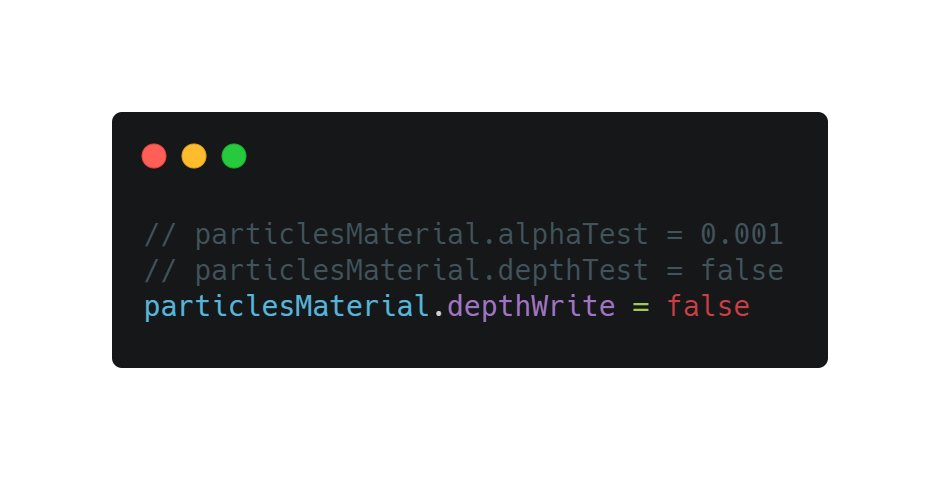 // particlesMaterial.alphaTest = 0.001
// particlesMaterial.depthTest = false
particlesMaterial.depthWrite = false